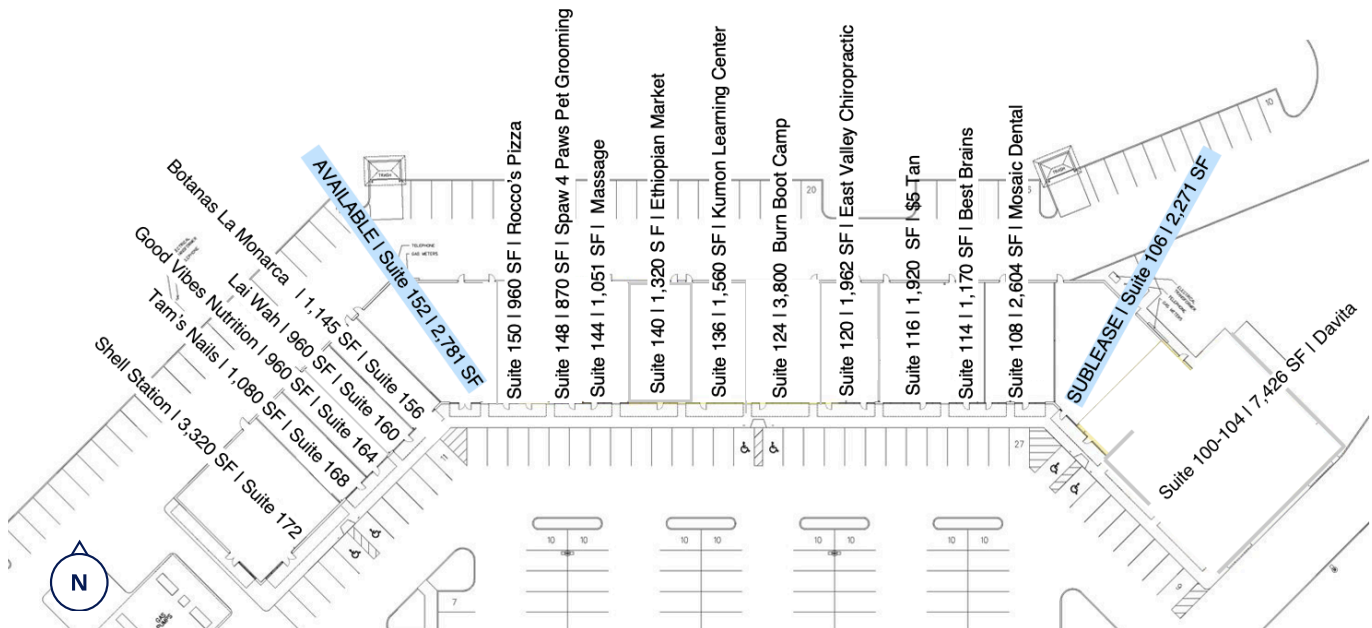 Shell Station | 3,320 SF | Suite 172
Tam's Nails | 1,080 SF | Suite 168
Good Vibes Nutrition | 960 SF | Suite 164
Lai Wah | 960 SF | Suite 160
Botanas La Monarca | 1,145 SF | Suite 156
AVAILABLE | Suite 152 | 2,781 SF
Suite 150 | 960 SF | Rocco's Pizza
Suite 148 | 870 SF | Spaw 4 Paws Pet Grooming
Suite 144 | 1,051 SF | Massage
Suite 140 | 1,320 S F | Ethiopian Market
Suite 136 | 1,560 SF | Kumon Learning Center
Suite 124 | 3,800 Burn Boot Camp
Suite 120 | 1,962 SF | East Valley Chiropractic
Suite 116 | 1,920 SF | $5 Tan
Suite 114 | 1,170 SF | Best Brains
Suite 108 | 2,604 SF | Mosaic Dental
SUBLEASE | Suite 106 | 2,271 SF
Suite 100-104 | 7,426 SF | Davita
TRASH
TELEPHONE
GAS METERS
20
TRASH
10
ELECTRICAL
TRANSFORMER
TELEPHONE
GAS METERS
11
27
9
10 10
10 10
10 10
10 10
7
GAS
PUMPS
N